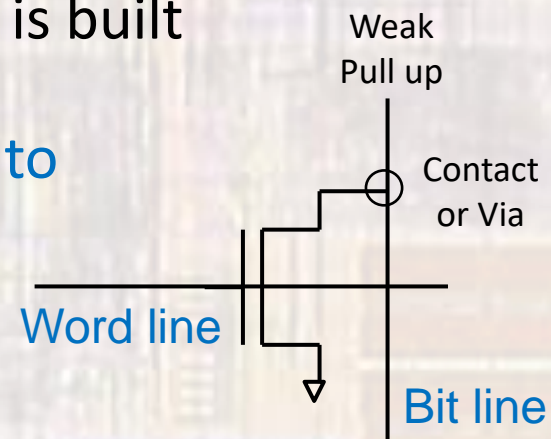 is built
to
Weak
Pull up
Contact
or Via
Word line
Bit line